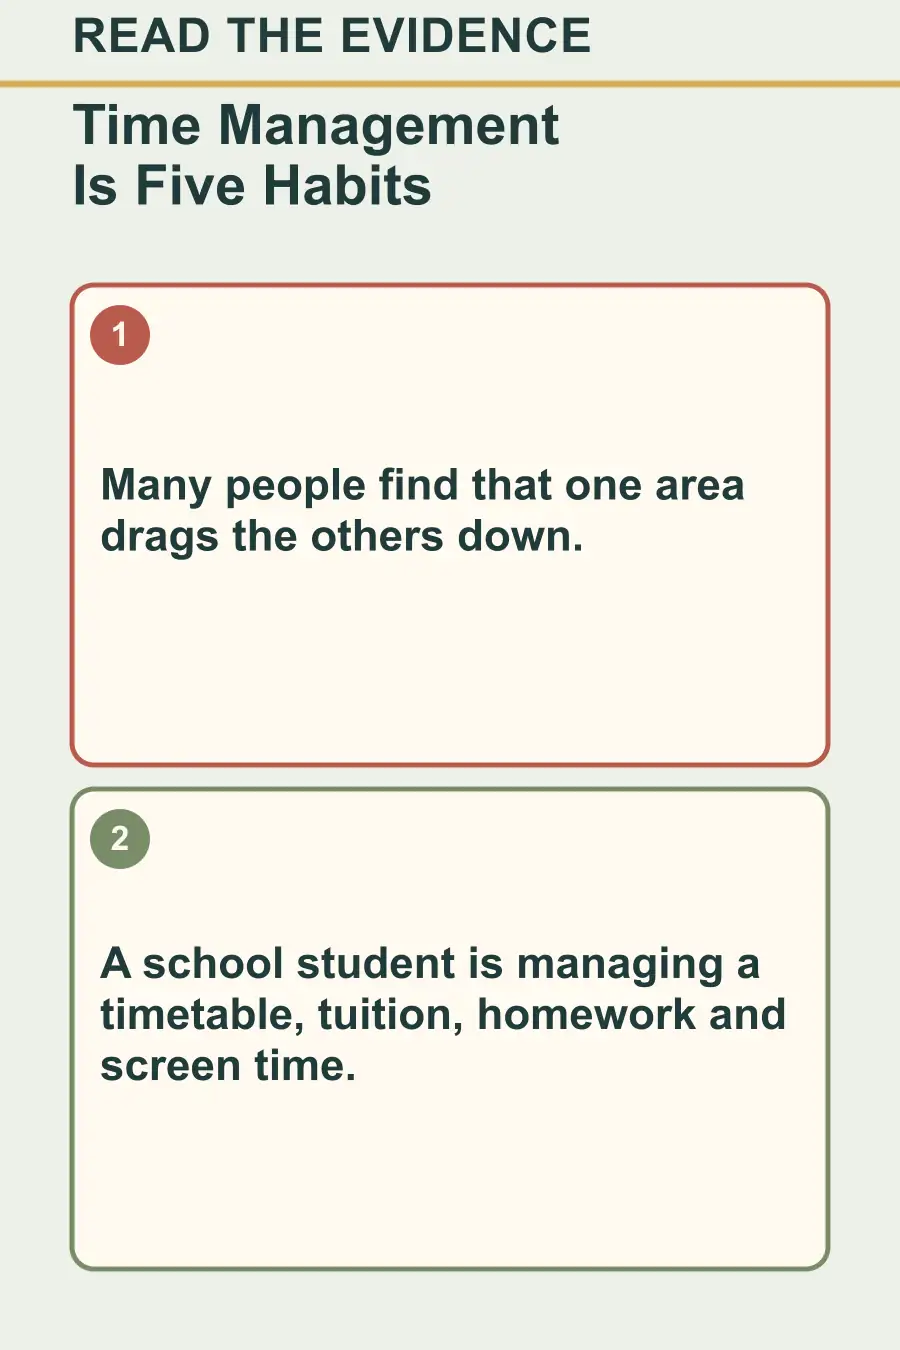 READ THE EVIDENCE
Time Management
Is Five Habits
1
Many people find that one area
drags the others down.
2
A school student is managing a
timetable, tuition, homework and
screen time.